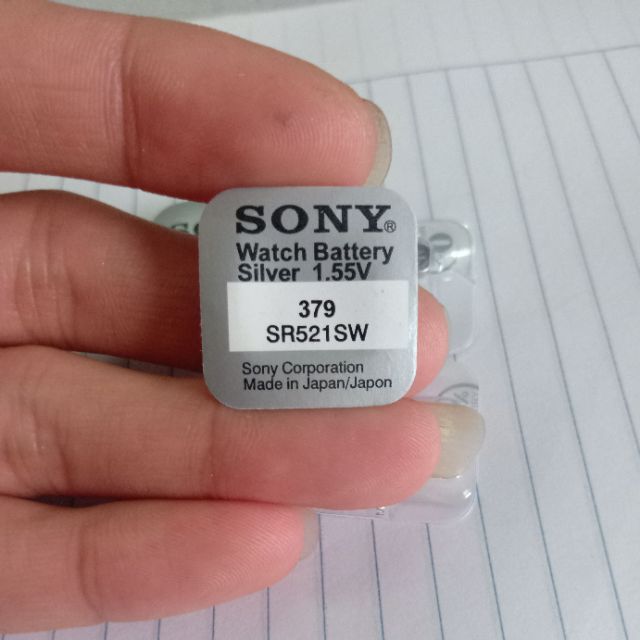 SONY®
Watch Battery
Silver 1.55V
379
SR521SW
Sony Corporation
Made in Japan/Japon